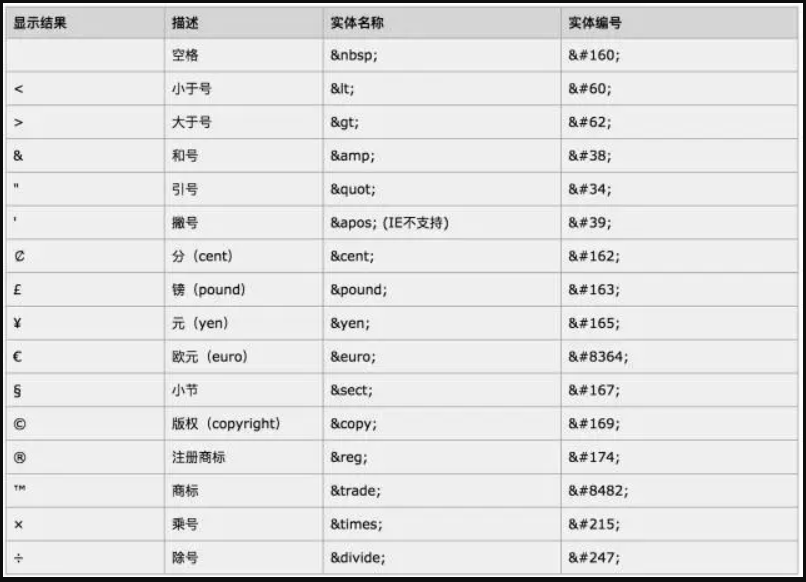 显示结果 描述 实体名称 实体编号
空格 &nbsp; &#160;
< 小于号 &lt; &#60;
> 大于号 &gt; &#62;
& 和号 &amp; &#38;
" 引号 &quot; &#34;
' 撇号 &apos; (IE不支持) &#39;
₡ 分（cent） &cent; &#162;
£ 镑（pound） &pound; &#163;
¥ 元（yen） &yen; &#165;
€ 欧元（euro） &euro; &#8364;
§ 小节 &sect; &#167;
© 版权（copyright） &copy; &#169;
® 注册商标 &reg; &#174;
™ 商标 &trade; &#8482;
× 乘号 &times; &#215;
÷ 除号 &divide; &#247;